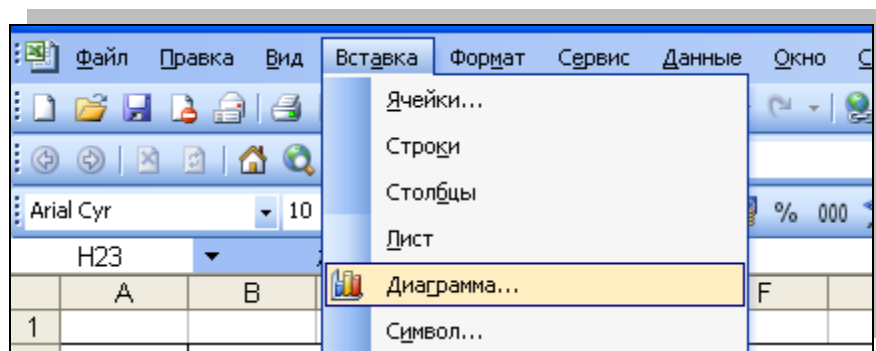 Файл Правка Вид Вставка Формат Сервис Данные Окно С
Ячейки...
Строки
Столбцы
Arial Cyr 10 % 000
Лист
H23
Диаграмма...
A B F
1 Символ...